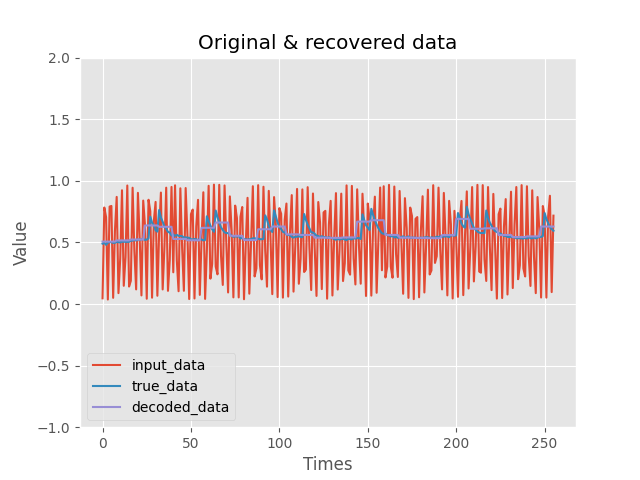 Original & recovered data
2.0
1.5
1.0
0.5
0.0
−0.5
−1.0
Value
input_data
true_data
decoded_data
0 50 100 150 200 250
Times